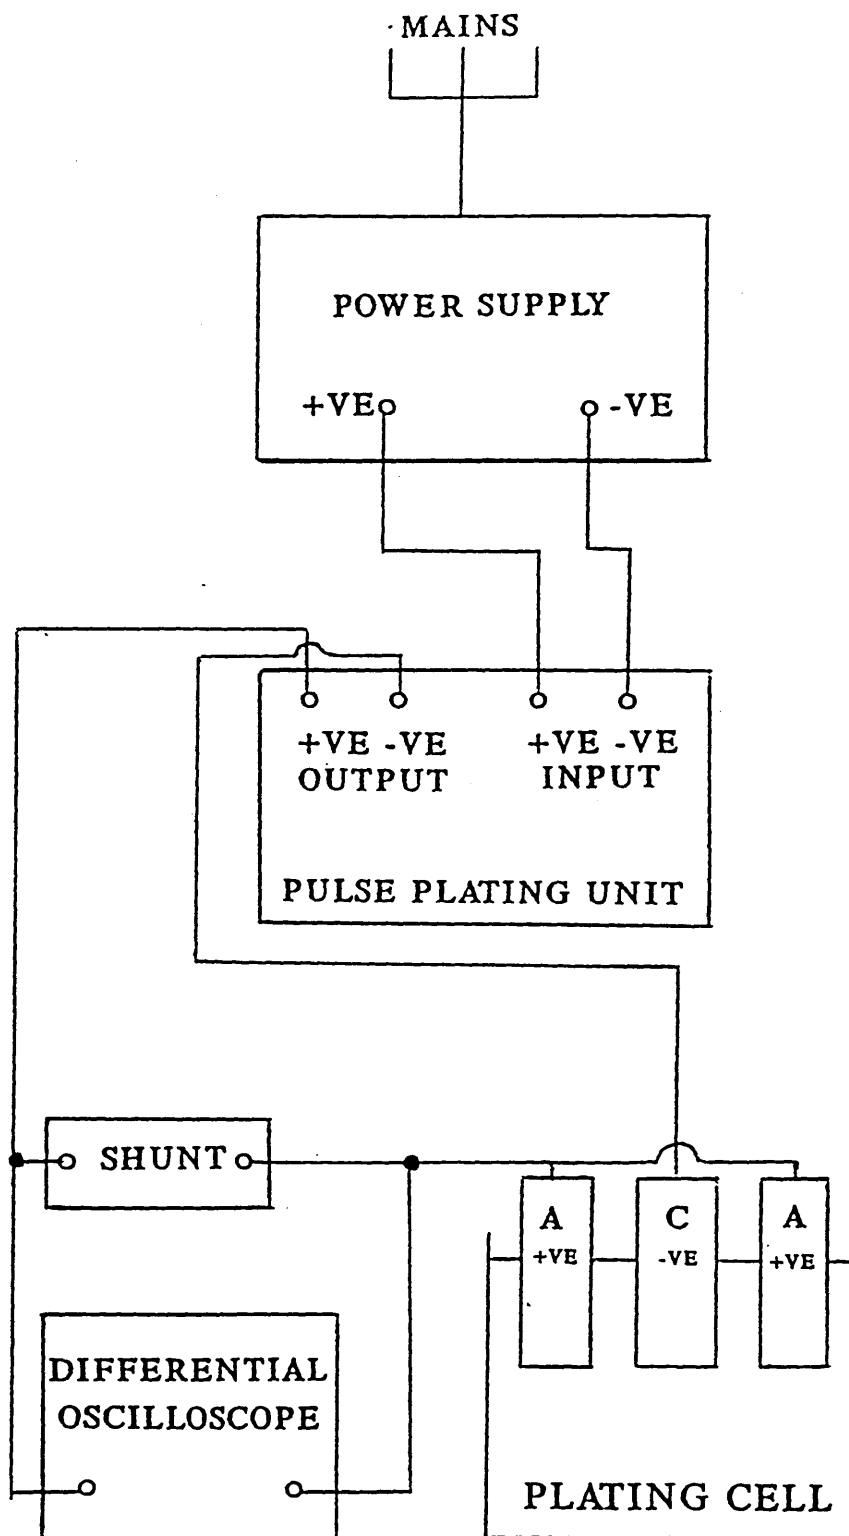 MAINS
POWER SUPPLY
+VE -VE
+VE -VE +VE -VE
OUTPUT INPUT
PULSE PLATING UNIT
SHUNT
A C A
+VE -VE +VE
DIFFERENTIAL
OSCILLOSCOPE
PLATING CELL